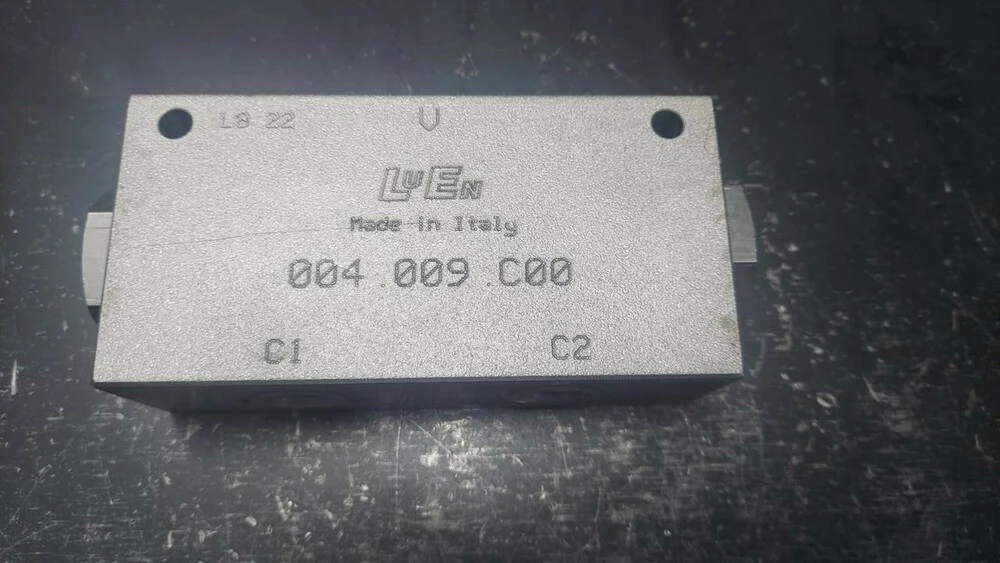 L8 22
V
LuEn
Made in Italy
004.009.C00
C1 C2